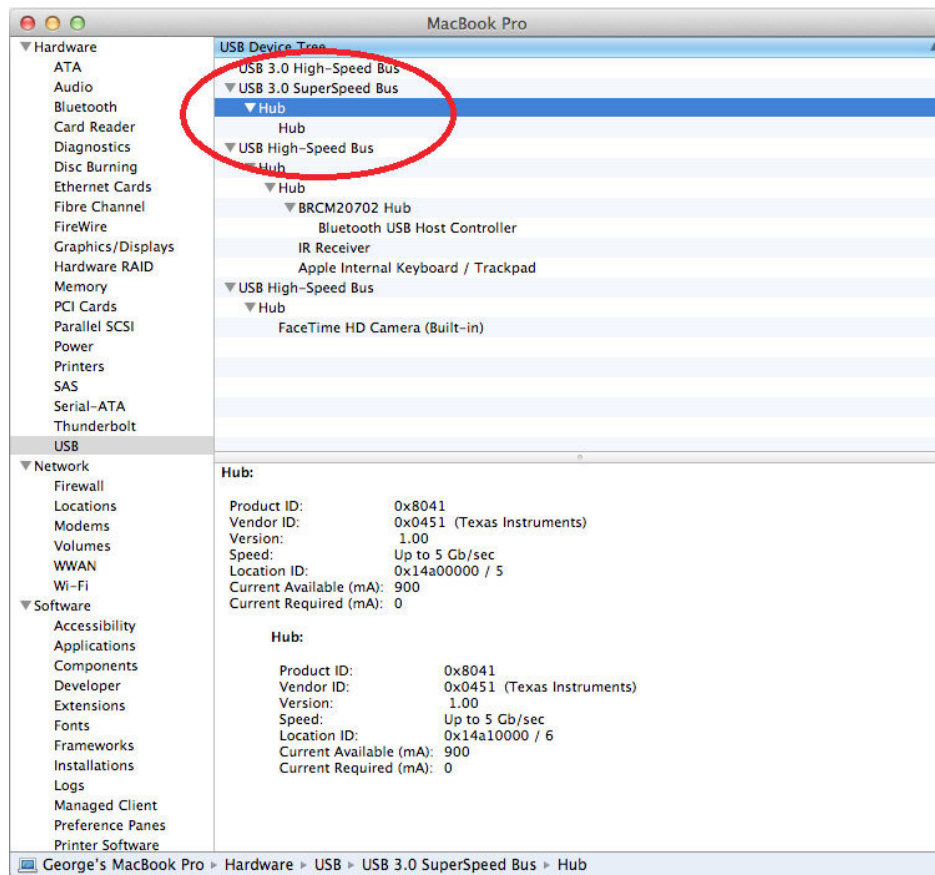 MacBook Pro
Hardware
ATA
Audio
Bluetooth
Card Reader
Diagnostics
Disc Burning
Ethernet Cards
Fibre Channel
FireWire
Graphics/Displays
Hardware RAID
Memory
PCI Cards
Parallel SCSI
Power
Printers
SAS
Serial-ATA
Thunderbolt
USB
Network
Firewall
Locations
Modems
Volumes
WWAN
Wi-Fi
Software
Accessibility
Applications
Components
Developer
Extensions
Fonts
Frameworks
Installations
Logs
Managed Client
Preference Panes
Printer Software
USB Device Tree
USB 3.0 High-Speed Bus
USB 3.0 SuperSpeed Bus
Hub
Hub
USB High-Speed Bus
Hub
Hub
BRCM20702 Hub
Bluetooth USB Host Controller
IR Receiver
Apple Internal Keyboard / Trackpad
USB High-Speed Bus
Hub
FaceTime HD Camera (Built-in)
Hub:
Product ID: 0x8041
Vendor ID: 0x0451 (Texas Instruments)
Version: 1.00
Speed: Up to 5 Gb/sec
Location ID: 0x14a00000 / 5
Current Available (mA): 900
Current Required (mA): 0
Hub:
Product ID: 0x8041
Vendor ID: 0x0451 (Texas Instruments)
Version: 1.00
Speed: Up to 5 Gb/sec
Location ID: 0x14a10000 / 6
Current Available (mA): 900
Current Required (mA): 0
George's MacBook Pro ▸ Hardware ▸ USB ▸ USB 3.0 SuperSpeed Bus ▸ Hub